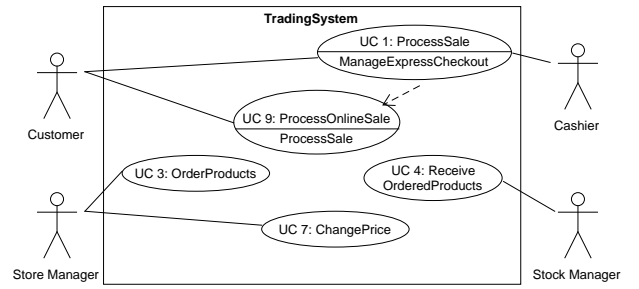 TradingSystem
UC 1: ProcessSale
ManageExpressCheckout
Customer
Cashier
UC 9: ProcessOnlineSale
ProcessSale
UC 3: OrderProducts
UC 4: Receive
OrderedProducts
UC 7: ChangePrice
Store Manager
Stock Manager